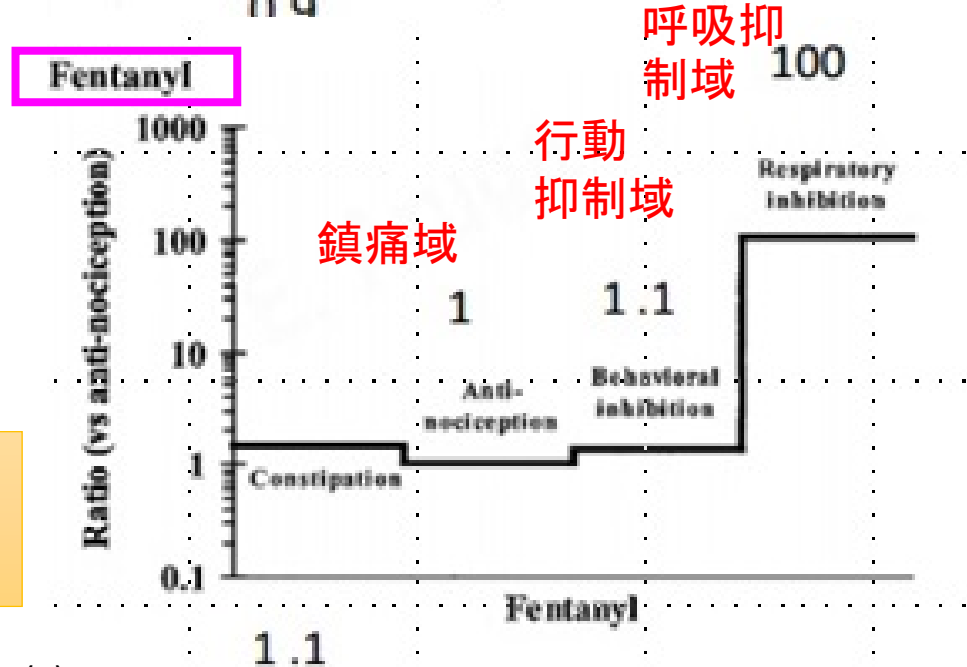 Fentanyl
呼吸抑
制域
100
1000
行動
抑制域
Respiratory
inhibition
鎮痛域
100
1
1.1
10
Anti-
nociception
Behavioral
inhibition
1
Constipation
Ratio (vs anti-nociception)
0.1
Fentanyl
1.1